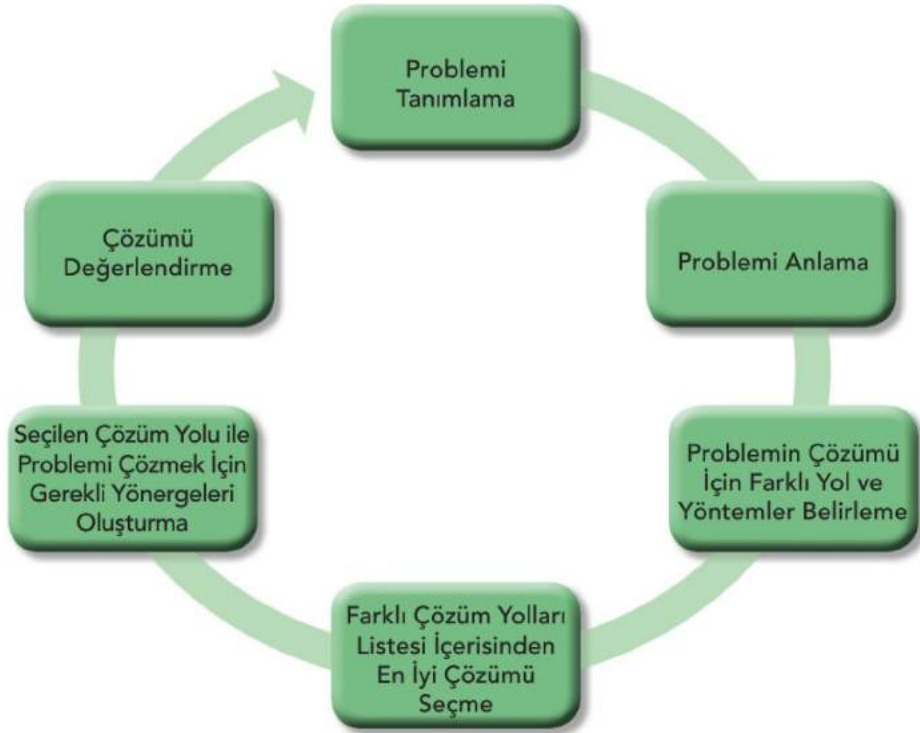 Problemi
Tanımlama
Problemi Anlama
Problemin Çözümü
İçin Farklı Yol ve
Yöntemler Belirleme
Farklı Çözüm Yolları
Listesi İçerisinden
En İyi Çözümü
Seçme
Seçilen Çözüm Yolu ile
Problemi Çözmek İçin
Gerekli Yönergeleri
Oluşturma
Çözümü
Değerlendirme